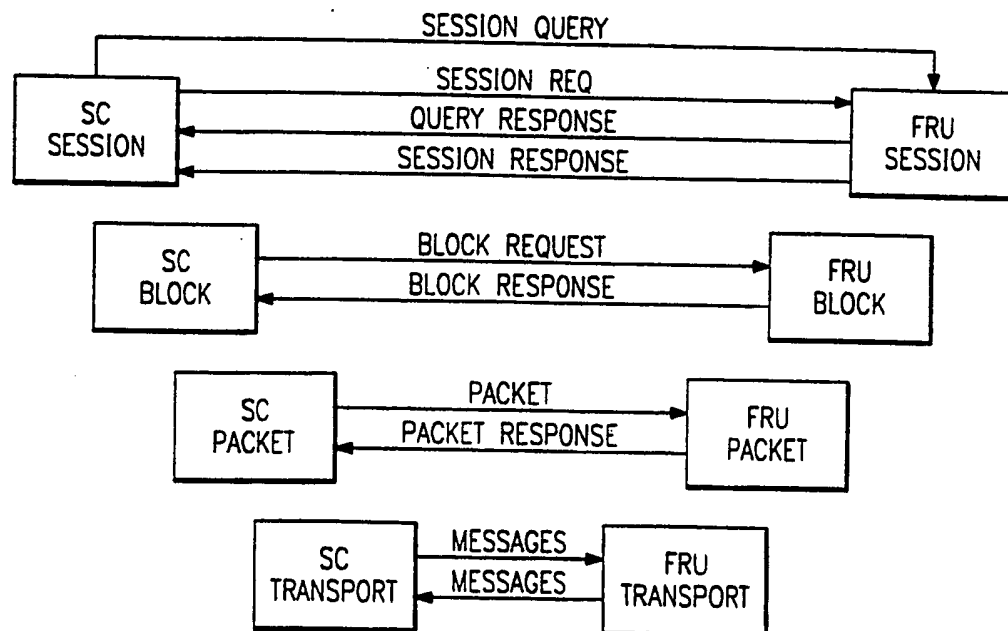 SESSION QUERY
SC
SESSION
SESSION REQ
QUERY RESPONSE
SESSION RESPONSE
FRU
SESSION
SC
BLOCK
BLOCK REQUEST
BLOCK RESPONSE
FRU
BLOCK
SC
PACKET
PACKET
PACKET RESPONSE
FRU
PACKET
SC
TRANSPORT
MESSAGES
MESSAGES
FRU
TRANSPORT